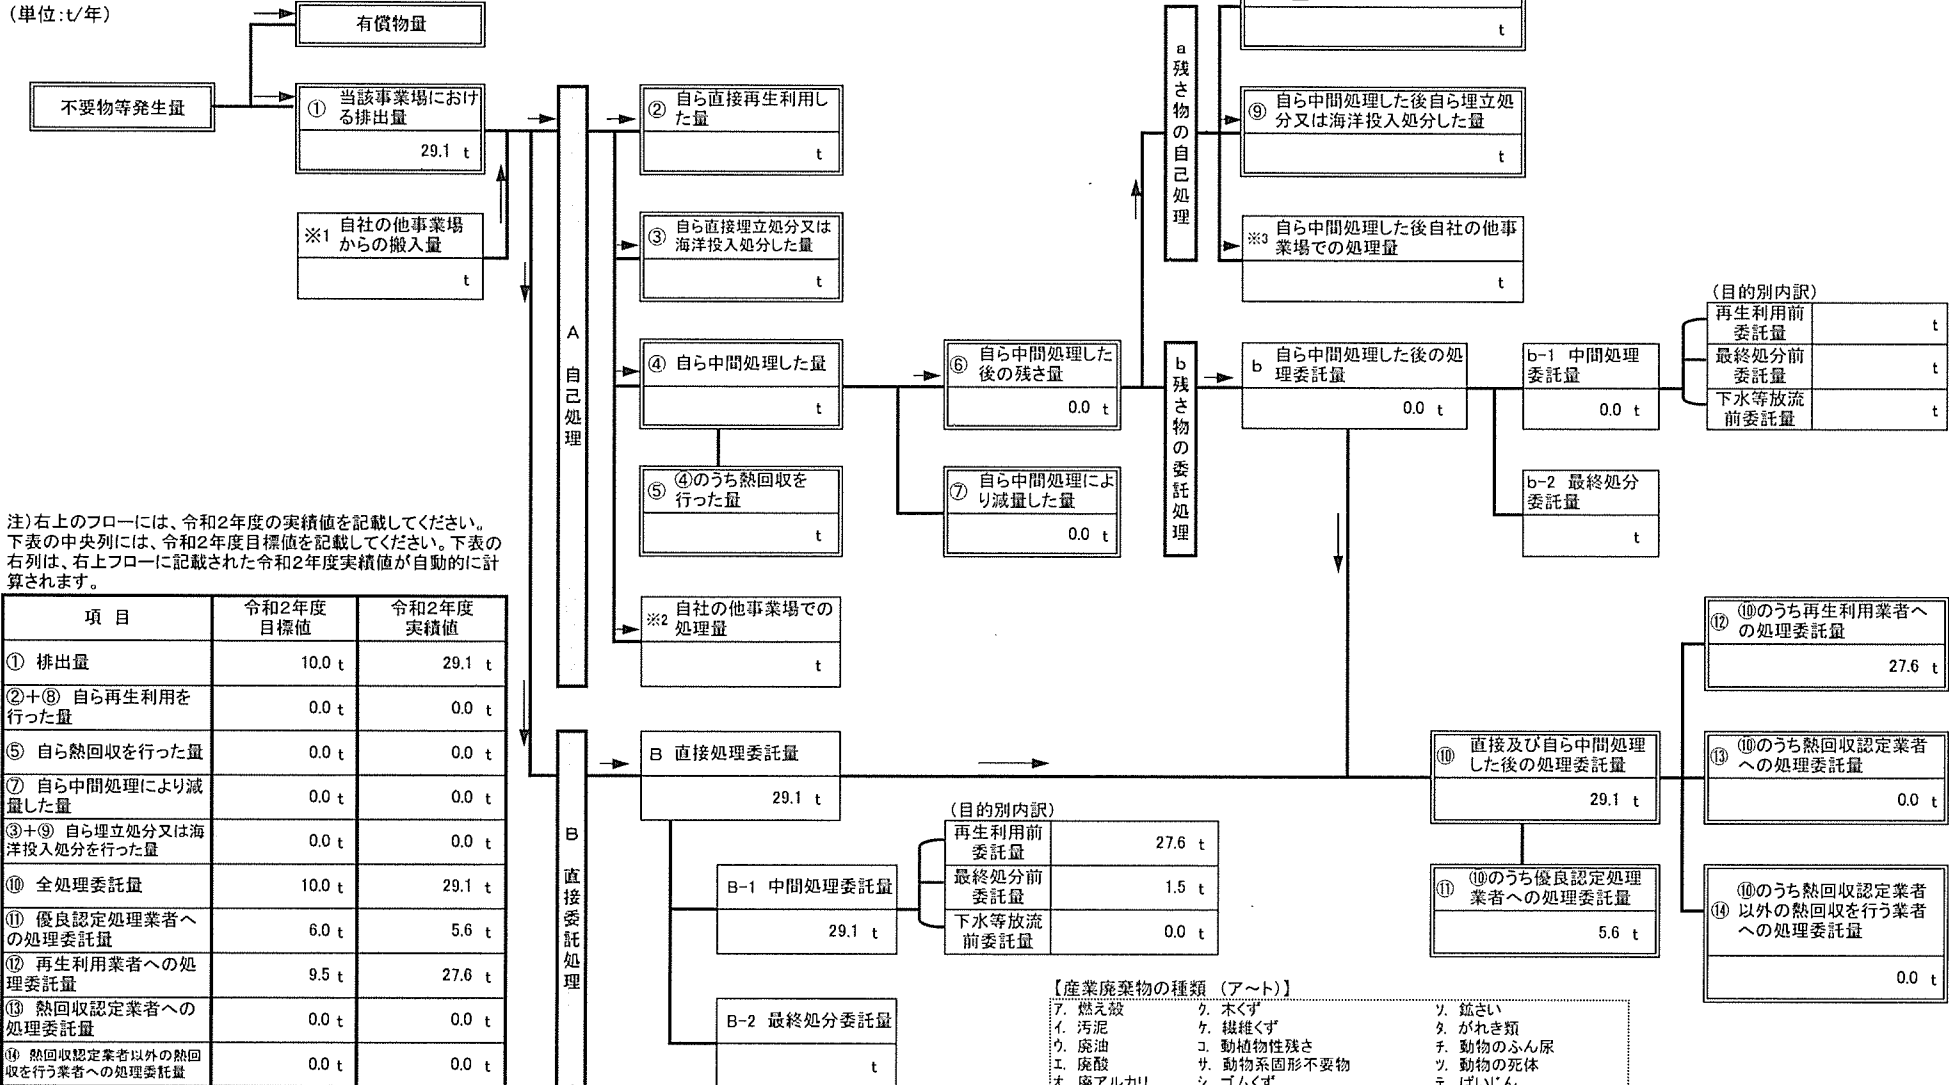 (単位:t/年)
有償物量
不要物等発生量
① 当該事業場におけ
る排出量
29.1 t
※1 自社の他事業場
からの搬入量
t
A 自己処理
② 自ら直接再生利用し
た量
t
③ 自ら直接埋立処分又は
海洋投入処分した量
t
④ 自ら中間処理した量
t
⑤ ④のうち熱回収を
行った量
t
※2 自社の他事業場での
処理量
t
⑥ 自ら中間処理した
後の残さ量
0.0 t
⑦ 自ら中間処理によ
り減量した量
0.0 t
a残さ物の自己処理
t
⑨ 自ら中間処理した後自ら埋立処
分又は海洋投入処分した量
t
※3 自ら中間処理した後自社の他事
業場での処理量
t
b残さ物の委託処理
b 自ら中間処理した後の処
理委託量
0.0 t
b-1 中間処理
委託量
0.0 t
b-2 最終処分
委託量
t
(目的別内訳)
再生利用前
委託量 t
最終処分前
委託量 t
下水等放流
前委託量 t
注)右上のフローには、令和2年度の実績値を記載してください。
下表の中央列には、令和2年度目標値を記載してください。下表の
右列は、右上フローに記載された令和2年度実績値が自動的に計
算されます。
項 目 令和2年度
目標値 令和2年度
実績値
① 排出量 10.0 t 29.1 t
②+⑧ 自ら再生利用を
行った量 0.0 t 0.0 t
⑤ 自ら熱回収を行った量 0.0 t 0.0 t
⑦ 自ら中間処理により減
量した量 0.0 t 0.0 t
③+⑨ 自ら埋立処分又は海
洋投入処分を行った量 0.0 t 0.0 t
⑩ 全処理委託量 10.0 t 29.1 t
⑪ 優良認定処理業者へ
の処理委託量 6.0 t 5.6 t
⑫ 再生利用業者への処
理委託量 9.5 t 27.6 t
⑬ 熱回収認定業者への
処理委託量 0.0 t 0.0 t
⑭ 熱回収認定業者以外の熱回
収を行う業者への処理委託量 0.0 t 0.0 t
B 直接委託処理
B 直接処理委託量
29.1 t
B-1 中間処理委託量
29.1 t
B-2 最終処分委託量
t
(目的別内訳)
再生利用前
委託量 27.6 t
最終処分前
委託量 1.5 t
下水等放流
前委託量 0.0 t
⑩ 直接及び自ら中間処理
した後の処理委託量
29.1 t
⑪ ⑩のうち優良認定処理
業者への処理委託量
5.6 t
⑫ ⑩のうち再生利用業者へ
の処理委託量
27.6 t
⑬ ⑩のうち熱回収認定業者
への処理委託量
0.0 t
⑭ ⑩のうち熱回収認定業者
以外の熱回収を行う業者
への処理委託量
0.0 t
【産業廃棄物の種類 (ア~ト)】
ア. 燃え殻 ク. 木くず ソ. 鉱さい
イ. 汚泥 ケ. 繊維くず タ. がれき類
ウ. 廃油 コ. 動植物性残さ チ. 動物のふん尿
エ. 廃酸 サ. 動物系固形不要物 ツ. 動物の死体
オ. 廃アルカリ シ. ゴムくず テ. ばいじん